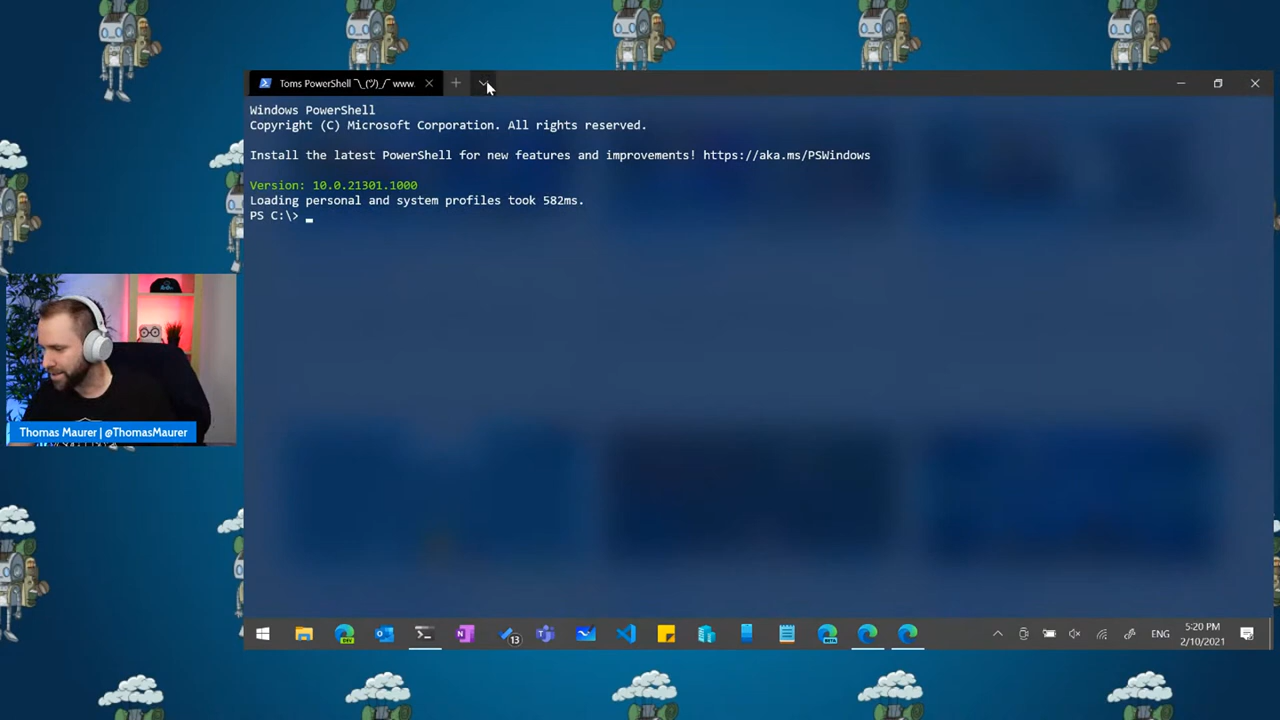 Toms PowerShell ¯\_(ツ)_/¯ www.
Windows PowerShell
Copyright (C) Microsoft Corporation. All rights reserved.
Install the latest PowerShell for new features and improvements! https://aka.ms/PSWindows
Version: 10.0.21301.1000
Loading personal and system profiles took 582ms.
PS C:\> _
Thomas Maurer | @ThomasMaurer
13
ENG
5:20 PM
2/10/2021